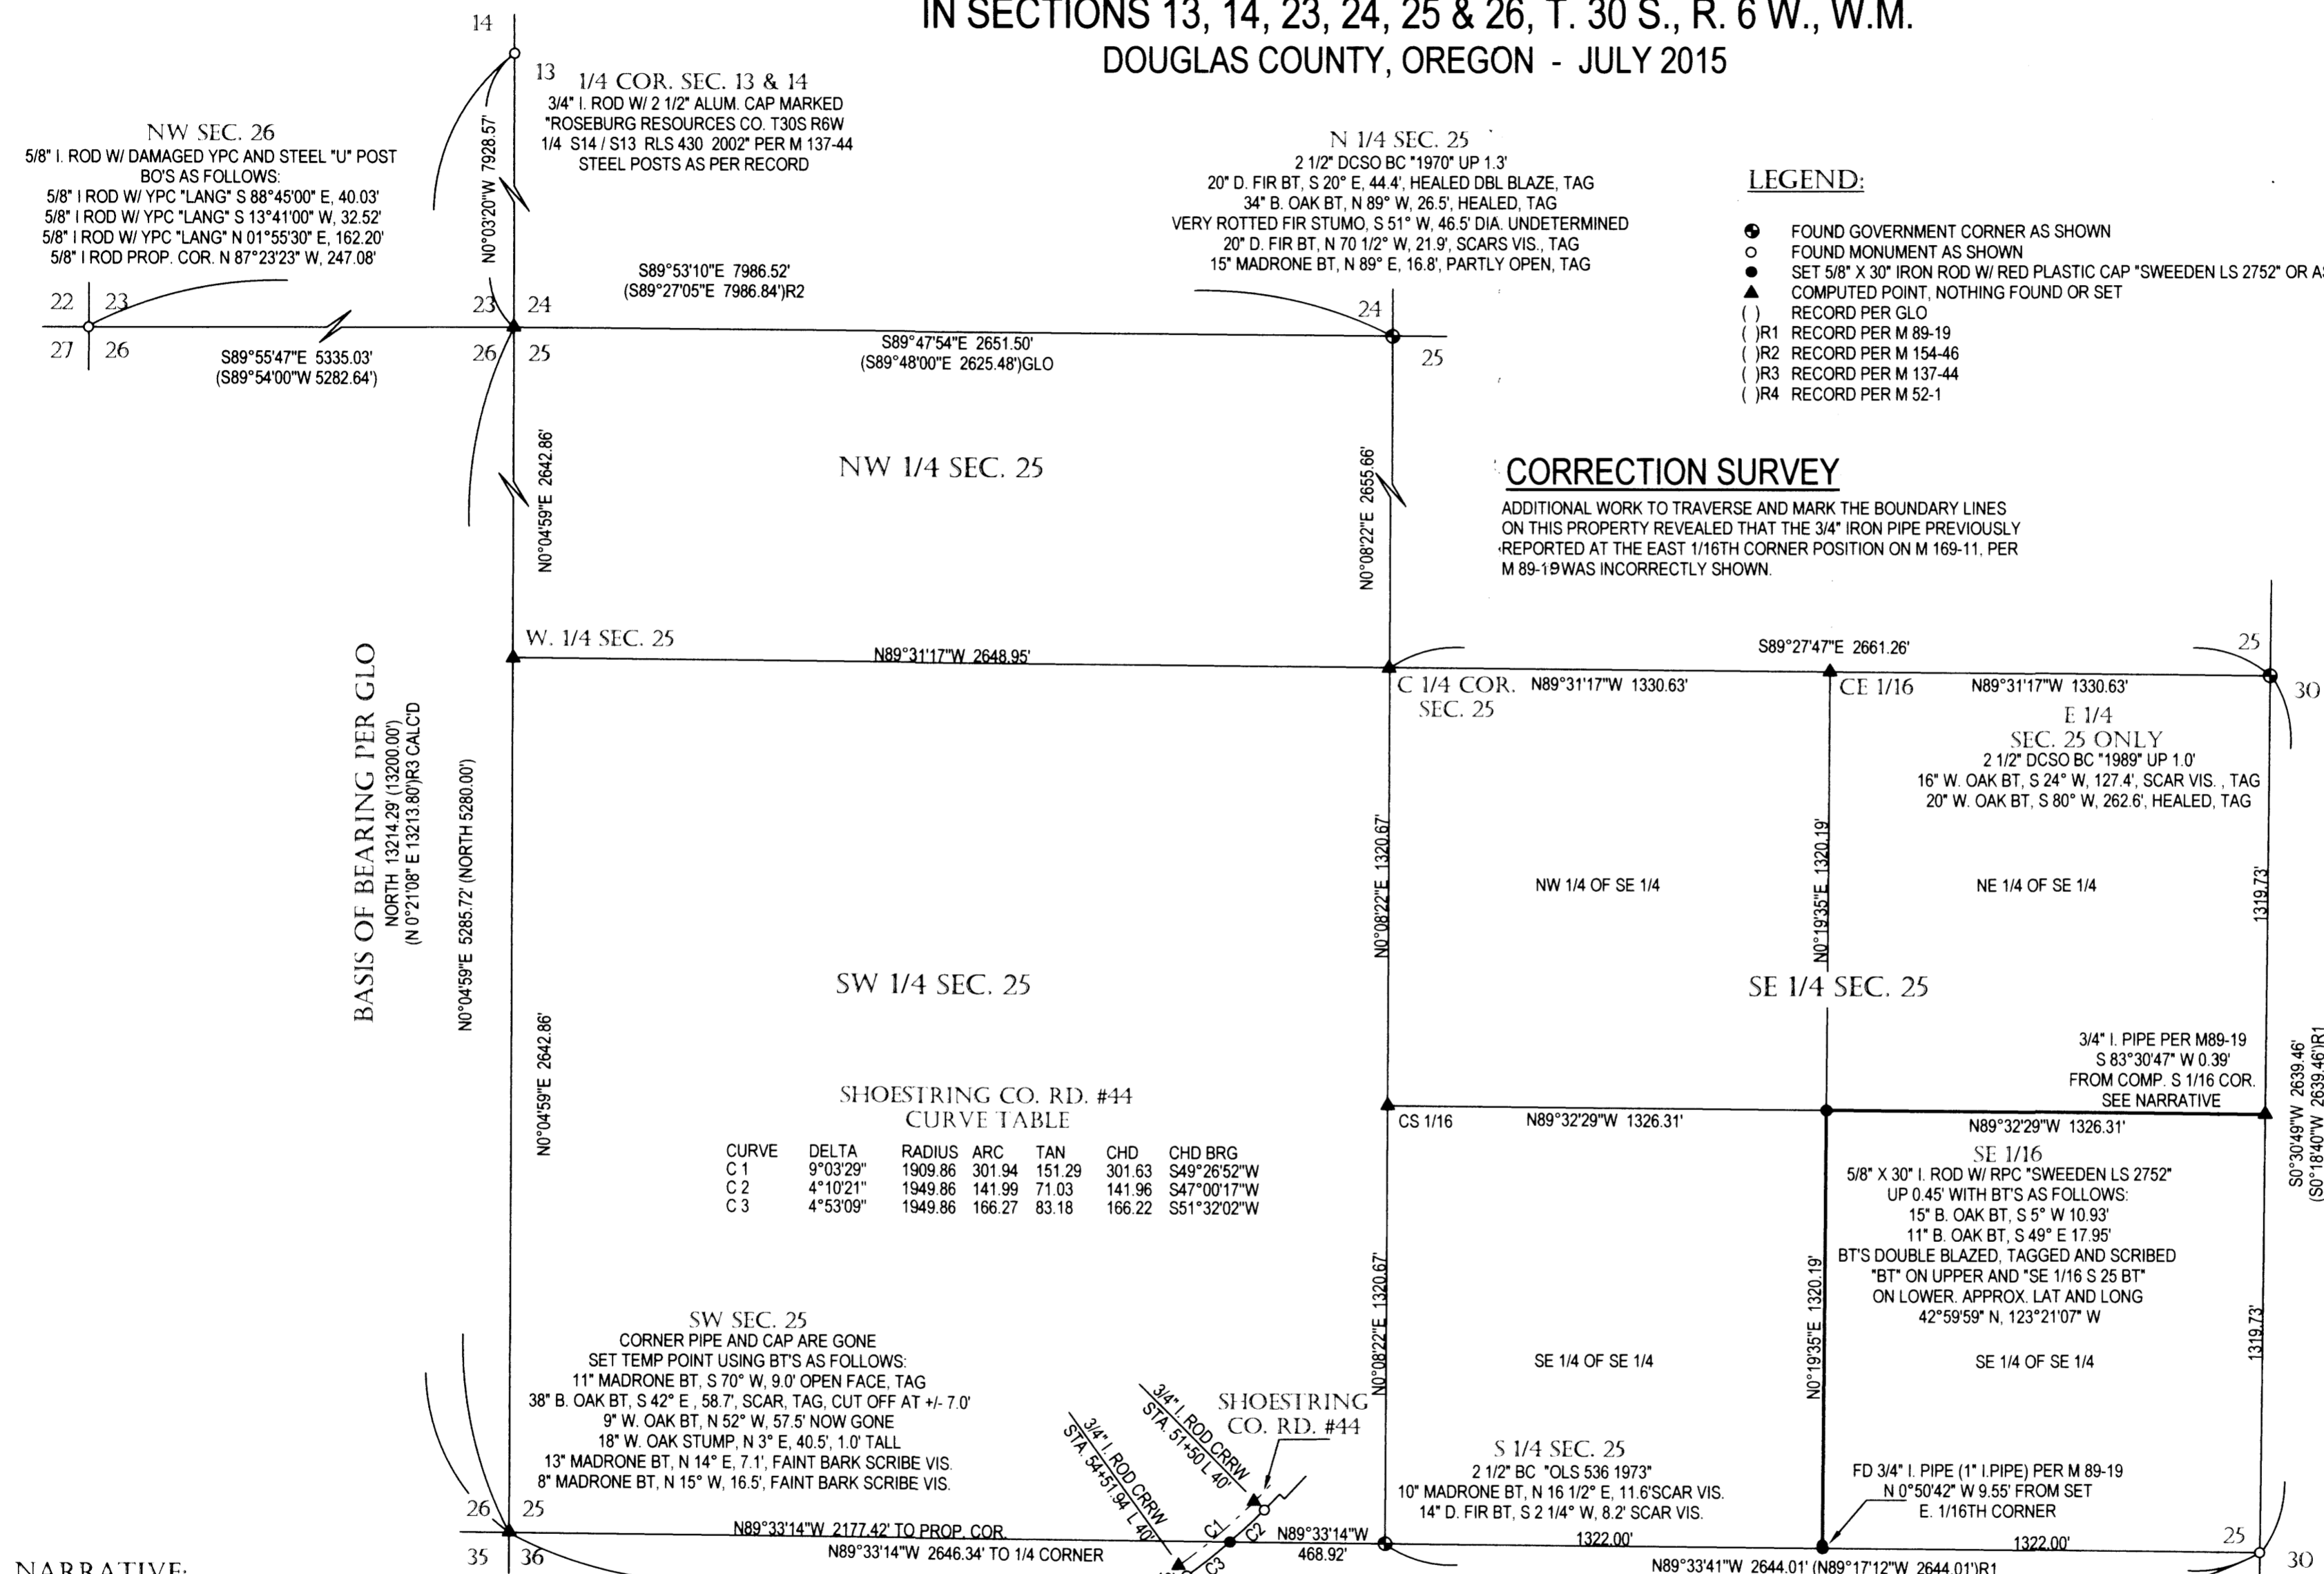 IN SECTIONS 13, 14, 23, 24, 25 & 26, T. 30 S., R. 6 W., W.M.
DOUGLAS COUNTY, OREGON - JULY 2015
14
13
1/4 COR. SEC. 13 & 14
3/4" I. ROD W/ 2 1/2" ALUM. CAP MARKED
"ROSEBURG RESOURCES CO. T30S R6W
1/4 S14 / S13 RLS 430 2002" PER M 137-44
STEEL POSTS AS PER RECORD
N0°03'20"W 7928.57'
NW SEC. 26
5/8" I. ROD W/ DAMAGED YPC AND STEEL "U" POST
BO'S AS FOLLOWS:
5/8" I ROD W/ YPC "LANG" S 88°45'00" E, 40.03'
5/8" I ROD W/ YPC "LANG" S 13°41'00" W, 32.52'
5/8" I ROD W/ YPC "LANG" N 01°55'30" E, 162.20'
5/8" I ROD PROP. COR. N 87°23'23" W, 247.08'
22 23
27 26
S89°55'47"E 5335.03'
(S89°54'00"W 5282.64')
23 24
26 25
S89°53'10"E 7986.52'
(S89°27'05"E 7986.84')R2
S89°47'54"E 2651.50'
(S89°48'00"E 2625.48')GLO
N 1/4 SEC. 25
2 1/2" DCSO BC "1970" UP 1.3'
20" D. FIR BT, S 20° E, 44.4', HEALED DBL BLAZE, TAG
34" B. OAK BT, N 89° W, 26.5', HEALED, TAG
VERY ROTTED FIR STUMO, S 51° W, 46.5' DIA. UNDETERMINED
20" D. FIR BT, N 70 1/2° W, 21.9', SCARS VIS., TAG
15" MADRONE BT, N 89° E, 16.8', PARTLY OPEN, TAG
24
25
LEGEND:
FOUND GOVERNMENT CORNER AS SHOWN
FOUND MONUMENT AS SHOWN
SET 5/8" X 30" IRON ROD W/ RED PLASTIC CAP "SWEEDEN LS 2752" OR
COMPUTED POINT, NOTHING FOUND OR SET
( ) RECORD PER GLO
( )R1 RECORD PER M 89-19
( )R2 RECORD PER M 154-46
( )R3 RECORD PER M 137-44
( )R4 RECORD PER M 52-1
CORRECTION SURVEY
ADDITIONAL WORK TO TRAVERSE AND MARK THE BOUNDARY LINES
ON THIS PROPERTY REVEALED THAT THE 3/4" IRON PIPE PREVIOUSLY
REPORTED AT THE EAST 1/16TH CORNER POSITION ON M 169-11, PER
M 89-19 WAS INCORRECTLY SHOWN.
NW 1/4 SEC. 25
N0°04'59"E 2642.86'
N0°08'22"E 2655.66'
W. 1/4 SEC. 25
N89°31'17"W 2648.95'
C 1/4 COR.
SEC. 25
N89°31'17"W 1330.63'
S89°27'47"E 2661.26'
CE 1/16
N89°31'17"W 1330.63'
25
30
E 1/4
SEC. 25 ONLY
2 1/2" DCSO BC "1989" UP 1.0'
16" W. OAK BT, S 24° W, 127.4', SCAR VIS. , TAG
20" W. OAK BT, S 80° W, 262.6', HEALED, TAG
BASIS OF BEARING PER GLO
NORTH 13214.29' (13200.00')
(N 0°21'08" E 13213.80')R3 CALC'D
N0°04'59"E 5285.72' (NORTH 5280.00')
N0°04'59"E 2642.86'
SW 1/4 SEC. 25
N0°08'22"E 1320.67'
NW 1/4 OF SE 1/4
N0°19'35"E 1320.19'
NE 1/4 OF SE 1/4
1319.73'
SE 1/4 SEC. 25
3/4" I. PIPE PER M89-19
S 83°30'47" W 0.39'
FROM COMP. S 1/16 COR.
SEE NARRATIVE
S0°30'49"W 2639.46'
(S0°18'40"W 2639.46')R1
SHOESTRING CO. RD. #44
CURVE TABLE
CURVE DELTA RADIUS ARC TAN CHD CHD BRG
C 1 9°03'29" 1909.86 301.94 151.29 301.63 S49°26'52"W
C 2 4°10'21" 1949.86 141.99 71.03 141.96 S47°00'17"W
C 3 4°53'09" 1949.86 166.27 83.18 166.22 S51°32'02"W
CS 1/16
N89°32'29"W 1326.31'
N89°32'29"W 1326.31'
SE 1/16
5/8" X 30" I. ROD W/ RPC "SWEEDEN LS 2752"
UP 0.45' WITH BT'S AS FOLLOWS:
15" B. OAK BT, S 5° W 10.93'
11" B. OAK BT, S 49° E 17.95'
BT'S DOUBLE BLAZED, TAGGED AND SCRIBED
"BT" ON UPPER AND "SE 1/16 S 25 BT"
ON LOWER. APPROX. LAT AND LONG
42°59'59" N, 123°21'07" W
N0°08'22"E 1320.67'
SE 1/4 OF SE 1/4
N0°19'35"E 1320.19'
SE 1/4 OF SE 1/4
1319.73'
SW SEC. 25
CORNER PIPE AND CAP ARE GONE
SET TEMP POINT USING BT'S AS FOLLOWS:
11" MADRONE BT, S 70° W, 9.0' OPEN FACE, TAG
38" B. OAK BT, S 42° E , 58.7', SCAR, TAG, CUT OFF AT +/- 7.0'
9" W. OAK BT, N 52° W, 57.5' NOW GONE
18" W. OAK STUMP, N 3° E, 40.5', 1.0' TALL
13" MADRONE BT, N 14° E, 7.1', FAINT BARK SCRIBE VIS.
8" MADRONE BT, N 15° W, 16.5', FAINT BARK SCRIBE VIS.
26 25
35 36
N89°33'14"W 2177.42' TO PROP. COR.
N89°33'14"W 2646.34' TO 1/4 CORNER
3/4" I. ROD CRRW
STA. 54+51.94 L 40'
3/4" I. ROD CRRW
STA. 51+50 L 40'
SHOESTRING
CO. RD. #44
C1
C2
C3
N89°33'14"W
468.92'
S 1/4 SEC. 25
2 1/2" BC "OLS 536 1973"
10" MADRONE BT, N 16 1/2° E, 11.6'SCAR VIS.
14" D. FIR BT, S 2 1/4° W, 8.2' SCAR VIS.
1322.00'
FD 3/4" I. PIPE (1" I.PIPE) PER M 89-19
N 0°50'42" W 9.55' FROM SET
E. 1/16TH CORNER
1322.00'
25
30
N89°33'41"W 2644.01' (N89°17'12"W 2644.01')R1
NARRATIVE: